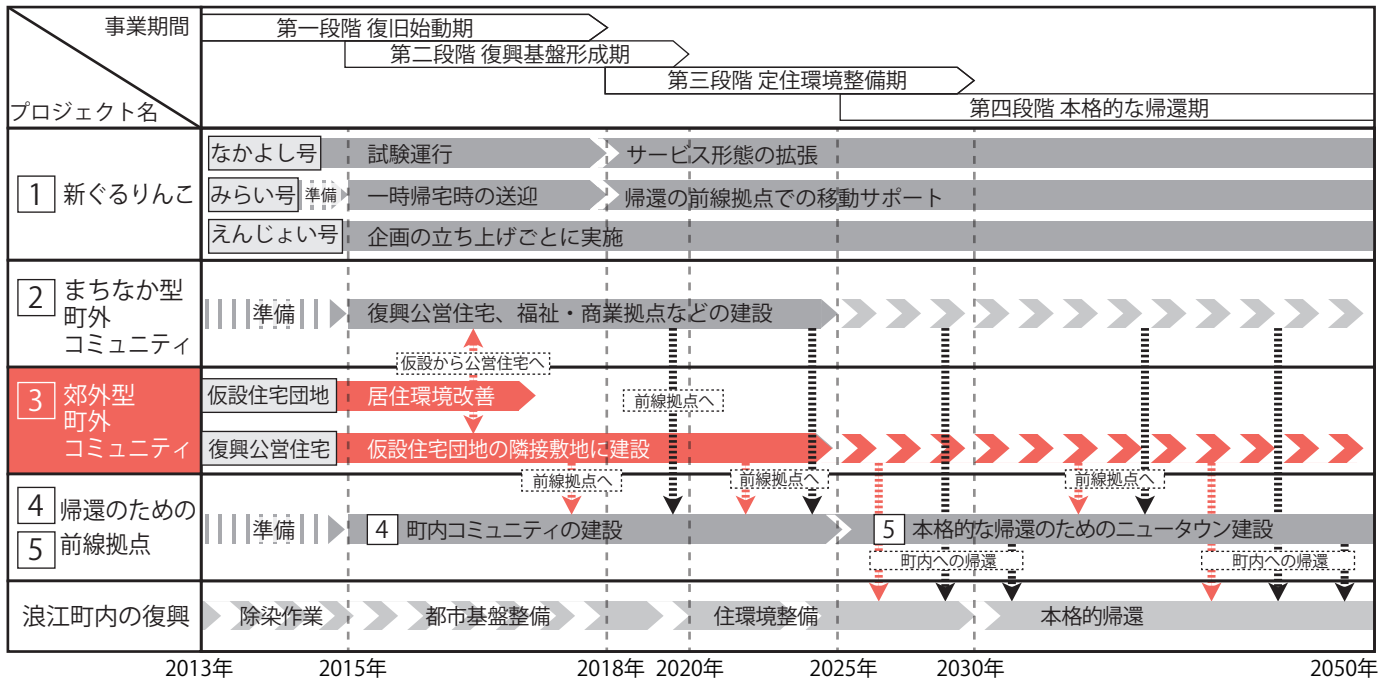 事業期間
プロジェクト名
第一段階 復旧始動期
第二段階 復興基盤形成期
第三段階 定住環境整備期
第四段階 本格的な帰還期
1 新ぐるりんこ
なかよし号 試験運行 サービス形態の拡張
みらい号 準備 一時帰宅時の送迎 帰還の前線拠点での移動サポート
えんじょい号 企画の立ち上げごとに実施
2 まちなか型
町外
コミュニティ
準備 復興公営住宅、福祉・商業拠点などの建設
仮設から公営住宅へ
3 郊外型
町外
コミュニティ
仮設住宅団地 居住環境改善
前線拠点へ
復興公営住宅 仮設住宅団地の隣接敷地に建設
前線拠点へ 前線拠点へ 前線拠点へ
4 帰還のための
5 前線拠点
準備 4 町内コミュニティの建設 5 本格的な帰還のためのニュータウン建設
町内への帰還 町内への帰還
浪江町内の復興 除染作業 都市基盤整備 住環境整備 本格的帰還
2013年 2015年 2018年 2020年 2025年 2030年 2050年